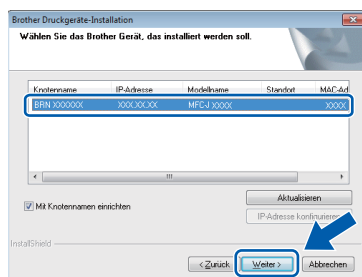 Brother Druckgeräte-Installation
Wählen Sie das Brother Gerät, das installiert werden soll.
Knotenname IP-Adresse Modellname Standort MAC-Ad
BRN XXXXXX XXX.XX.XX MFC-J XXXX XXXX
Aktualisieren
Mit Knotennamen einrichten
IP-Adresse konfigurieren
InstallShield
< Zurück Weiter > Abbrechen